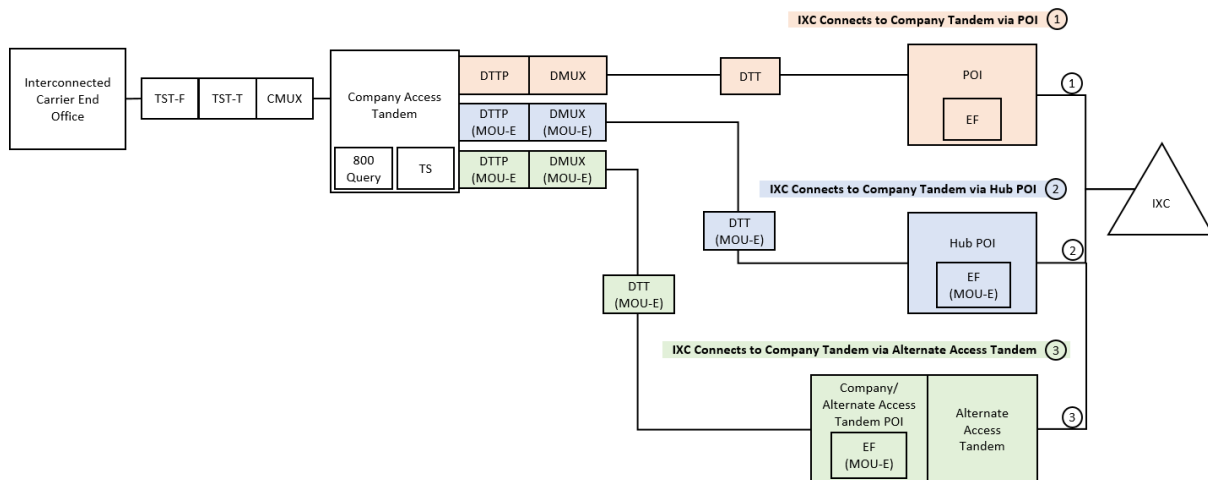 IXC Connects to Company Tandem via POI 1
Interconnected
Carrier End
Office
TST-F
TST-T
CMUX
Company Access
Tandem
800
Query
TS
DTTP
DMUX
DTTP
(MOU-E
DMUX
(MOU-E)
DTTP
(MOU-E
DMUX
(MOU-E)
DTT
POI
EF
1
IXC Connects to Company Tandem via Hub POI 2
DTT
(MOU-E)
Hub POI
EF
(MOU-E)
2
IXC
DTT
(MOU-E)
IXC Connects to Company Tandem via Alternate Access Tandem 3
Company/
Alternate Access
Tandem POI
EF
(MOU-E)
Alternate
Access
Tandem
3